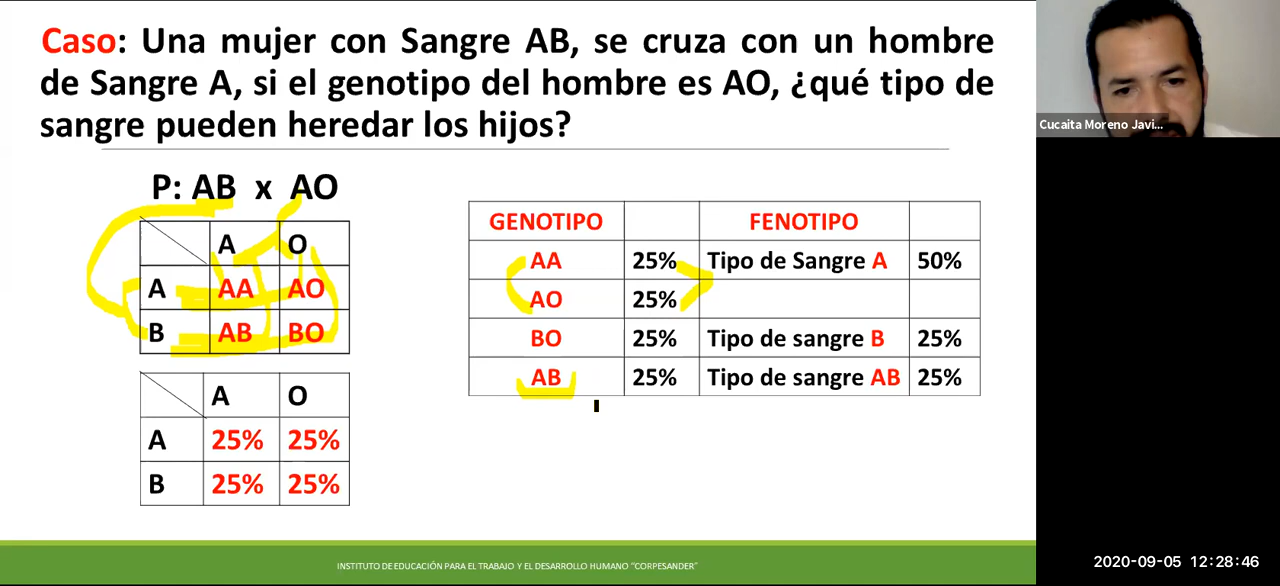 Caso: Una mujer con Sangre AB, se cruza con un hombre
de Sangre A, si el genotipo del hombre es AO, ¿qué tipo de
sangre pueden heredar los hijos?
P: AB x AO
A O
A AA AO
B AB BO
A O
A 25% 25%
B 25% 25%
GENOTIPO FENOTIPO
AA 25% Tipo de Sangre A 50%
AO 25%
BO 25% Tipo de sangre B 25%
AB 25% Tipo de sangre AB 25%
INSTITUTO DE EDUCACIÓN PARA EL TRABAJO Y EL DESARROLLO HUMANO “CORPESANDER”
Cucaita Moreno Javi...
2020-09-05 12:28:46